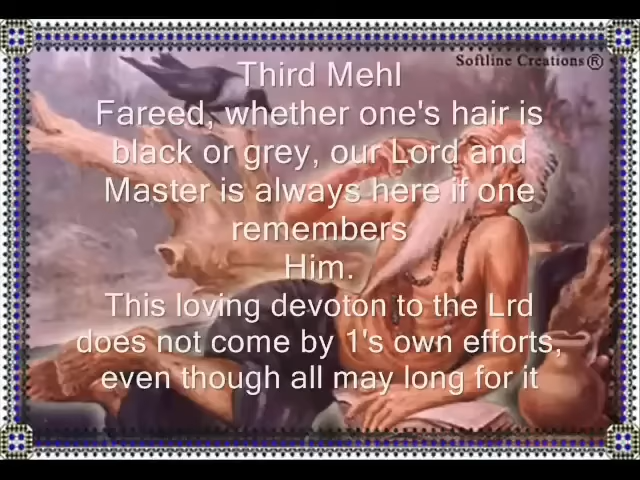 Softline Creations®
Third Mehl
Fareed, whether one's hair is
black or grey, our Lord and
Master is always here if one
remembers
Him.
This loving devoton to the Lrd
does not come by 1's own efforts,
even though all may long for it